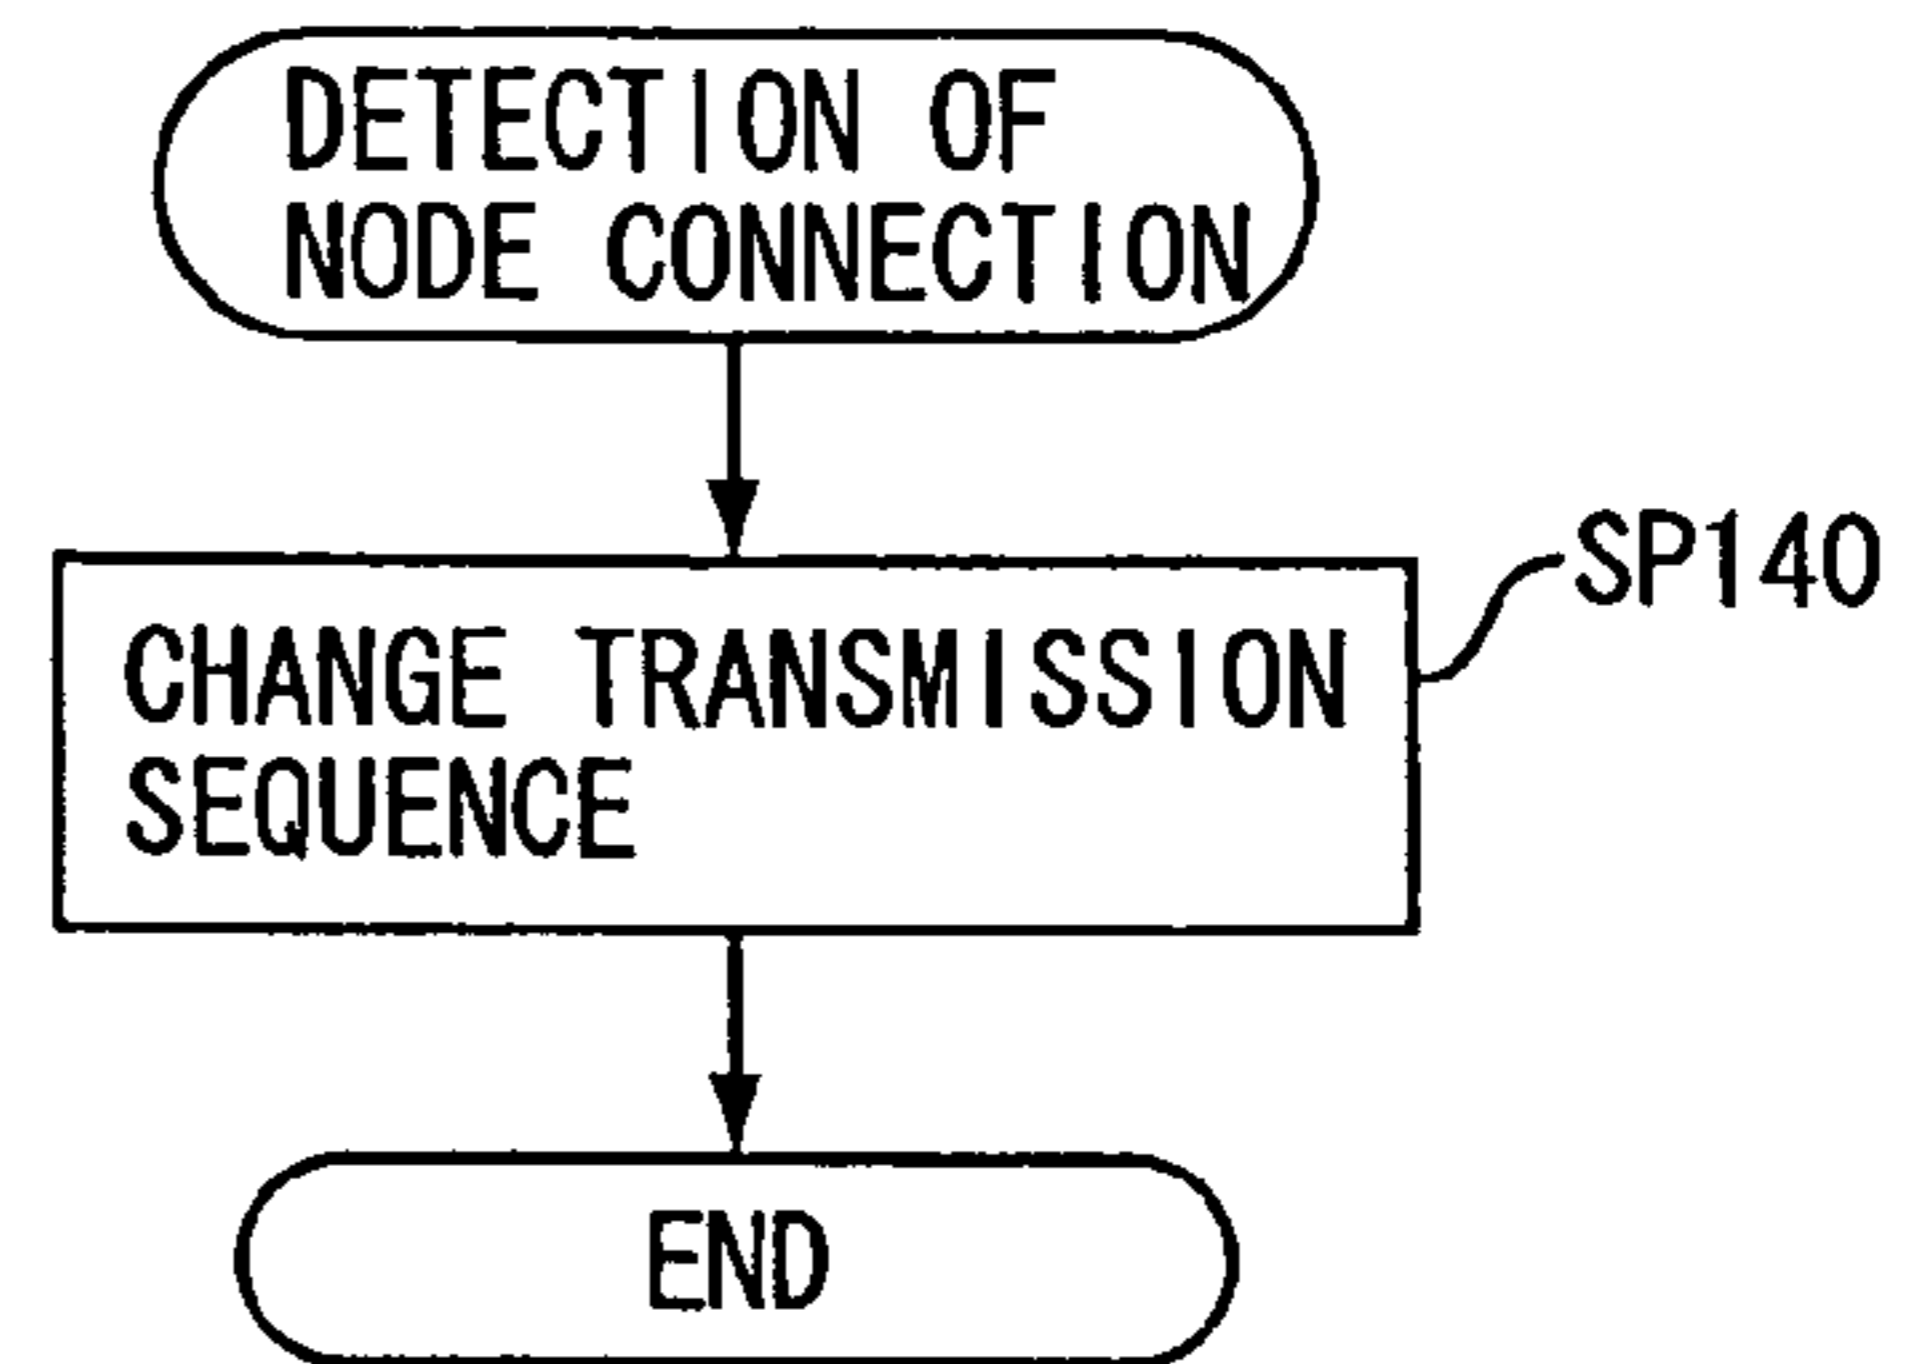 DETECTION OF
NODE CONNECTION
SP140
CHANGE TRANSMISSION
SEQUENCE
END